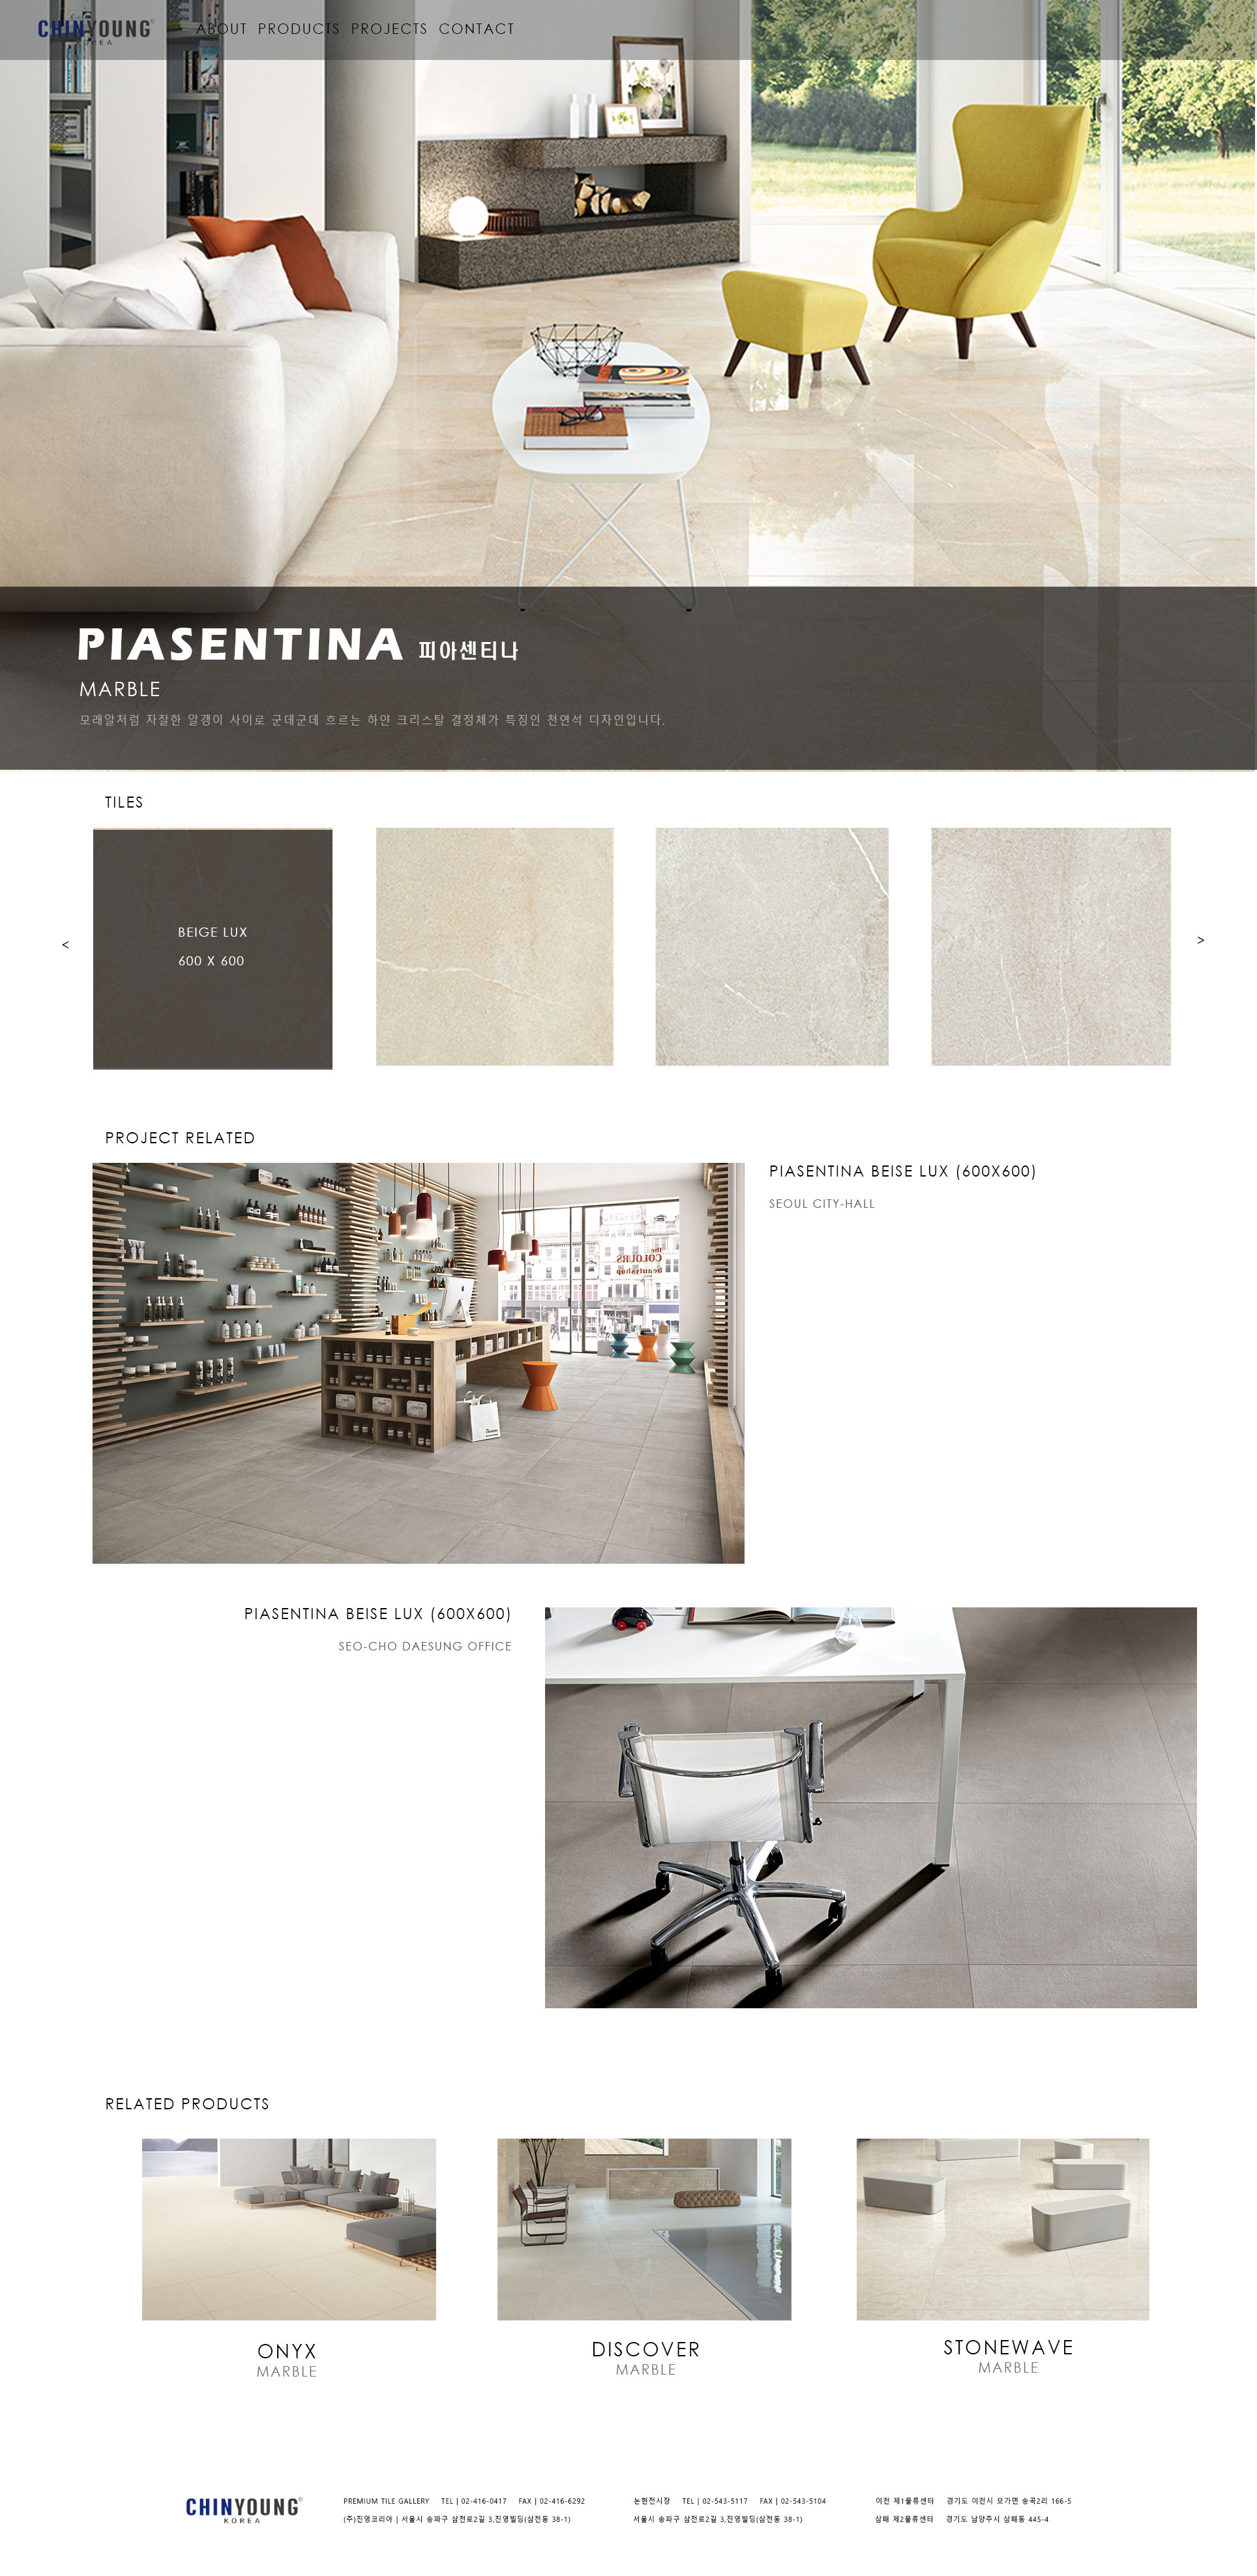 CHINYOUNG
KOREA
ABOUT PRODUCTS PROJECTS CONTACT
PIASENTINA 피아센티나
MARBLE
모래알처럼 자잘한 알갱이 사이로 군데군데 흐르는 하얀 크리스탈 결정체가 특징인 천연석 디자인입니다.
TILES
BEIGE LUX
600 X 600
<
>
PROJECT RELATED
the
COLOURS
beautyshop
PIASENTINA BEISE LUX (600X600)
SEOUL CITY-HALL
PIASENTINA BEISE LUX (600X600)
SEO-CHO DAESUNG OFFICE
RELATED PRODUCTS
ONYX
MARBLE
DISCOVER
MARBLE
STONEWAVE
MARBLE
CHINYOUNG
KOREA
PREMIUM TILE GALLERY TEL | 02-416-0417 FAX | 02-416-6292
(주)진영코리아 | 서울시 송파구 삼전로2길 3,진영빌딩(삼전동 38-1)
논현전시장 TEL | 02-543-5117 FAX | 02-543-5104
서울시 송파구 삼전로2길 3,진영빌딩(삼전동 38-1)
이천 제1물류센터 경기도 이천시 모가면 송곡2리 166-5
삼패 제2물류센터 경기도 남양주시 삼패동 445-4